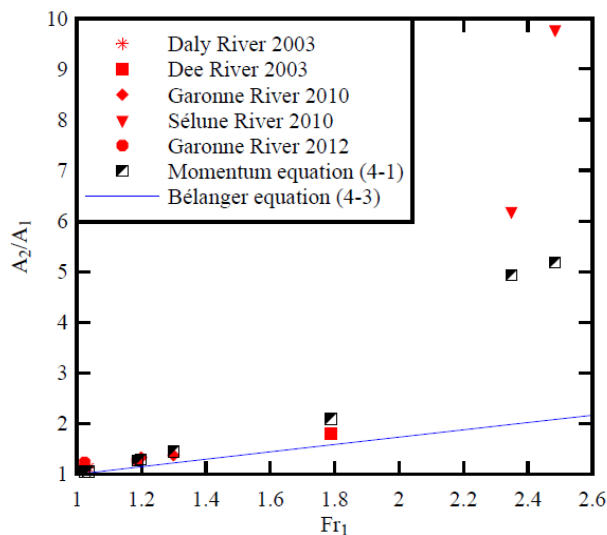 10
9
8
7
6
5
4
3
2
1
A2/A1
Daly River 2003
Dee River 2003
Garonne River 2010
Sélune River 2010
Garonne River 2012
Momentum equation (4-1)
Bélanger equation (4-3)
1 1.2 1.4 1.6 1.8 2 2.2 2.4 2.6
Fr1